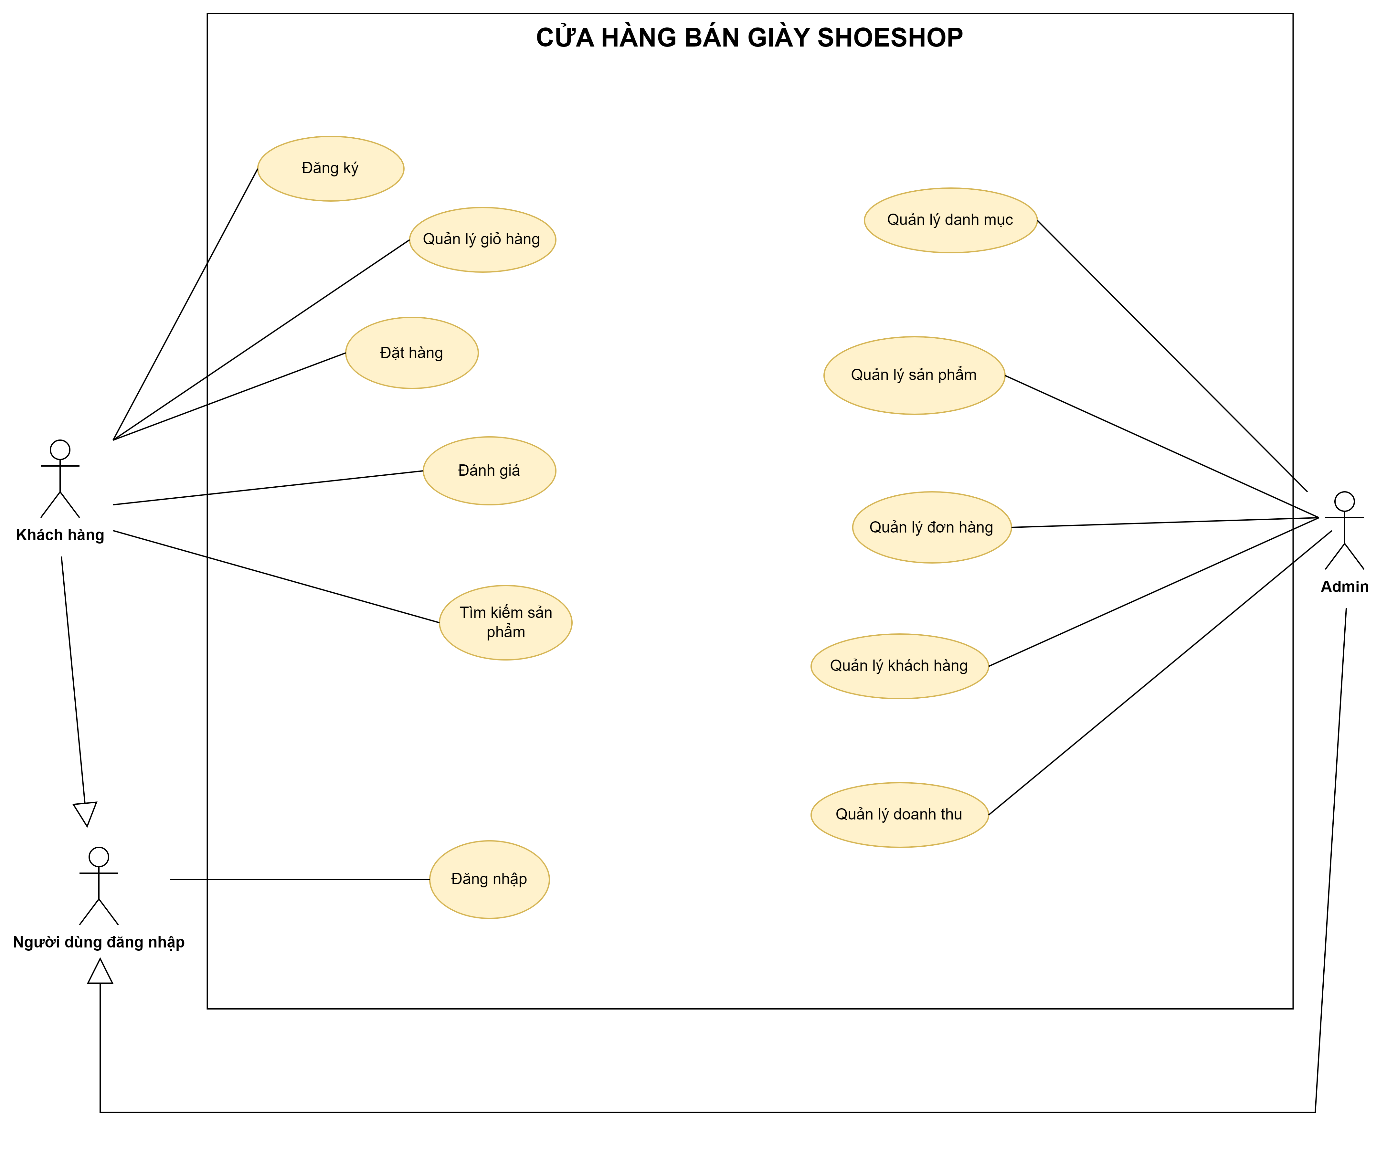 CỬA HÀNG BÁN GIÀY SHOESHOP
Đăng ký
Quản lý giỏ hàng
Đặt hàng
Đánh giá
Tìm kiếm sản
phẩm
Đăng nhập
Quản lý danh mục
Quản lý sản phẩm
Quản lý đơn hàng
Quản lý khách hàng
Quản lý doanh thu
Khách hàng
Người dùng đăng nhập
Admin